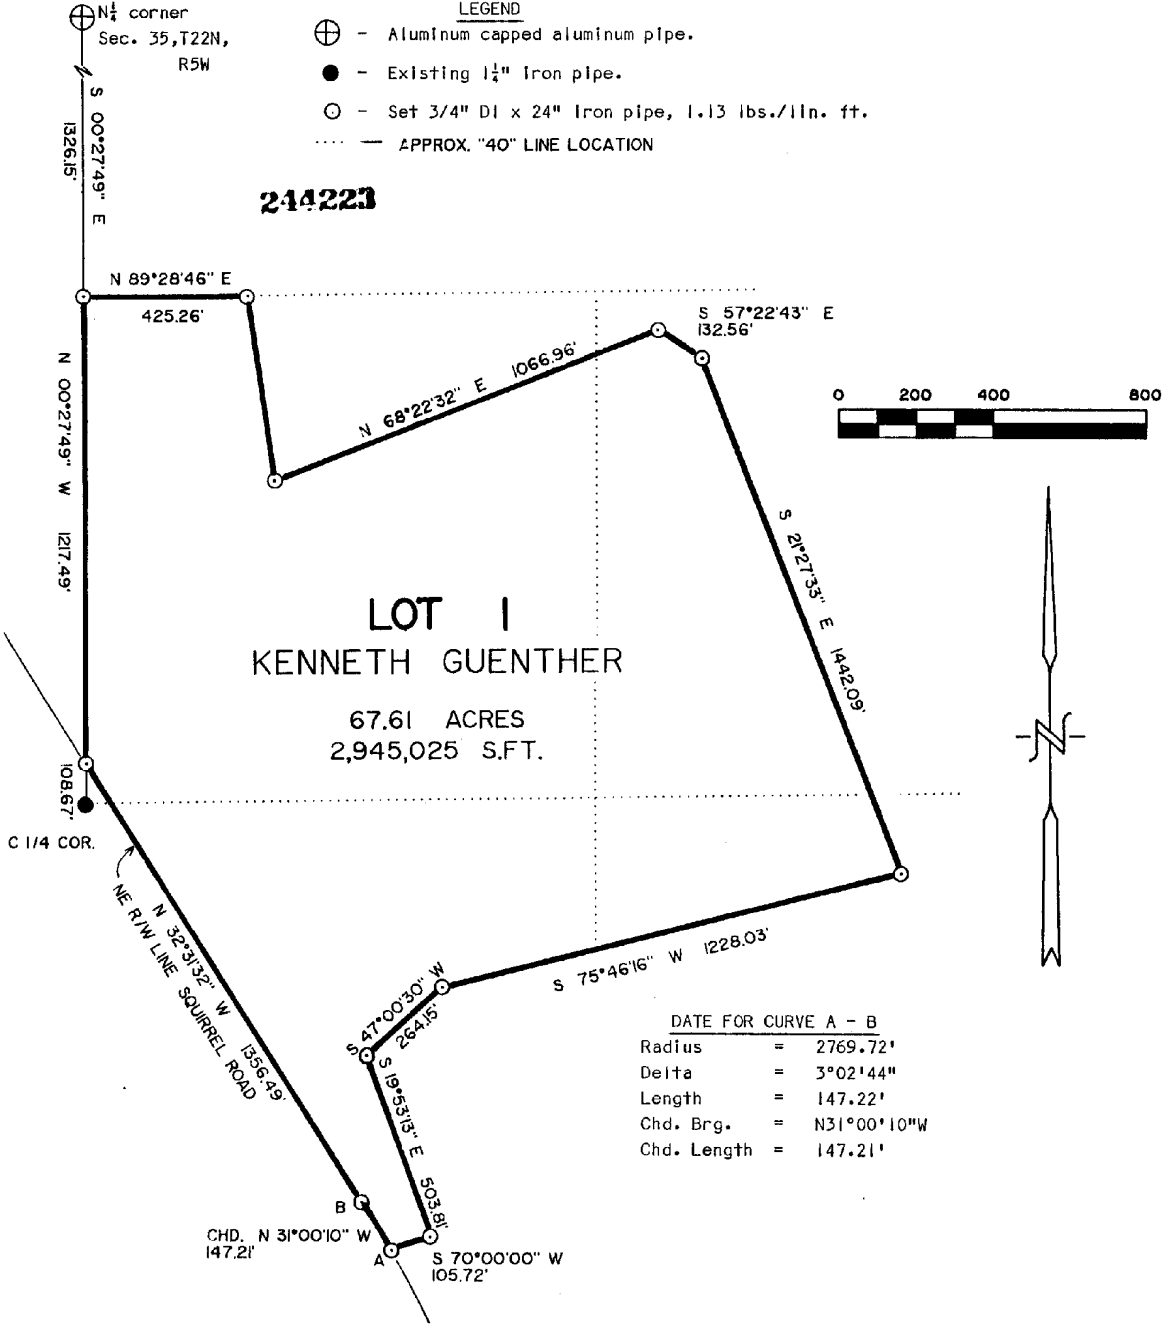 N¼ corner
Sec. 35,T22N,
R5W
LEGEND
- Aluminum capped aluminum pipe.
- Existing 1¼" Iron pipe.
- Set 3/4" DI x 24" Iron pipe, 1.13 lbs./lin. ft.
APPROX. "40" LINE LOCATION
S 00°27'49" E
1326.15'
244223
N 89°28'46" E
425.26'
S 57°22'43" E
132.56'
N 68°22'32" E 1066.96'
0 200 400 800
N 00°27'49" W 1217.49'
S 21°27'33" E 1442.09'
LOT 1
KENNETH GUENTHER
67.61 ACRES
2,945,025 S.FT.
N
108.67'
C 1/4 COR.
NE R/W LINE SQUIRREL ROAD
N 32°31'32" W 1356.49'
S 75°46'16" W 1228.03'
S 47°00'30" W
264.15'
S 19°53'13" E 503.81'
DATE FOR CURVE A - B
Radius = 2769.72'
Delta = 3°02'44"
Length = 147.22'
Chd. Brg. = N31°00'10"W
Chd. Length = 147.21'
B
CHD. N 31°00'10" W
147.21'
A
S 70°00'00" W
105.72'